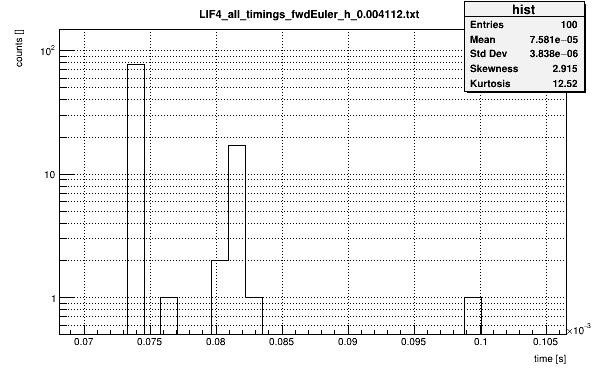 LIF4_all_timings_fwdEuler_h_0.004112.txt
hist
Entries 100
Mean 7.581e−05
Std Dev 3.838e−06
Skewness 2.915
Kurtosis 12.52
counts []
10²
10
1
0.07 0.075 0.08 0.085 0.09 0.095 0.1 0.105
×10⁻³
time [s]